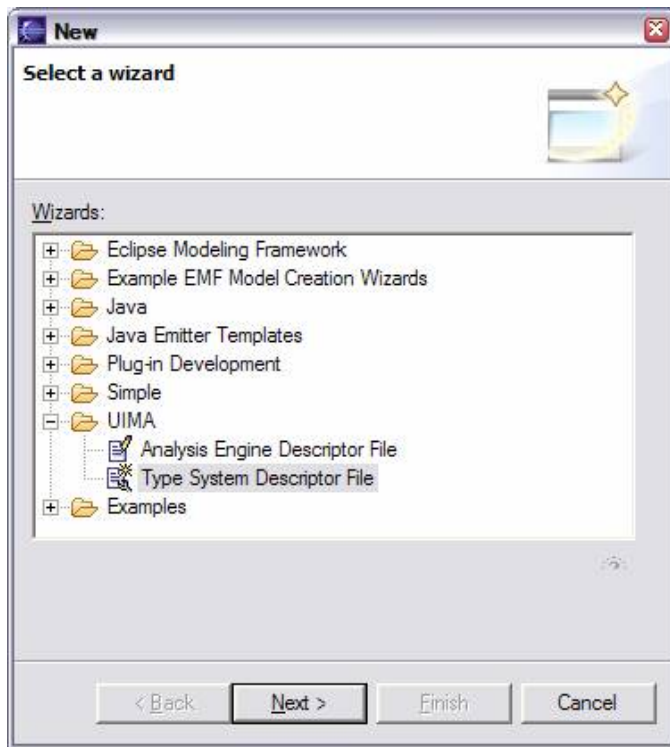 New
Select a wizard
Wizards:
Eclipse Modeling Framework
Example EMF Model Creation Wizards
Java
Java Emitter Templates
Plug-in Development
Simple
UIMA
Analysis Engine Descriptor File
Type System Descriptor File
Examples
< Back Next > Finish Cancel